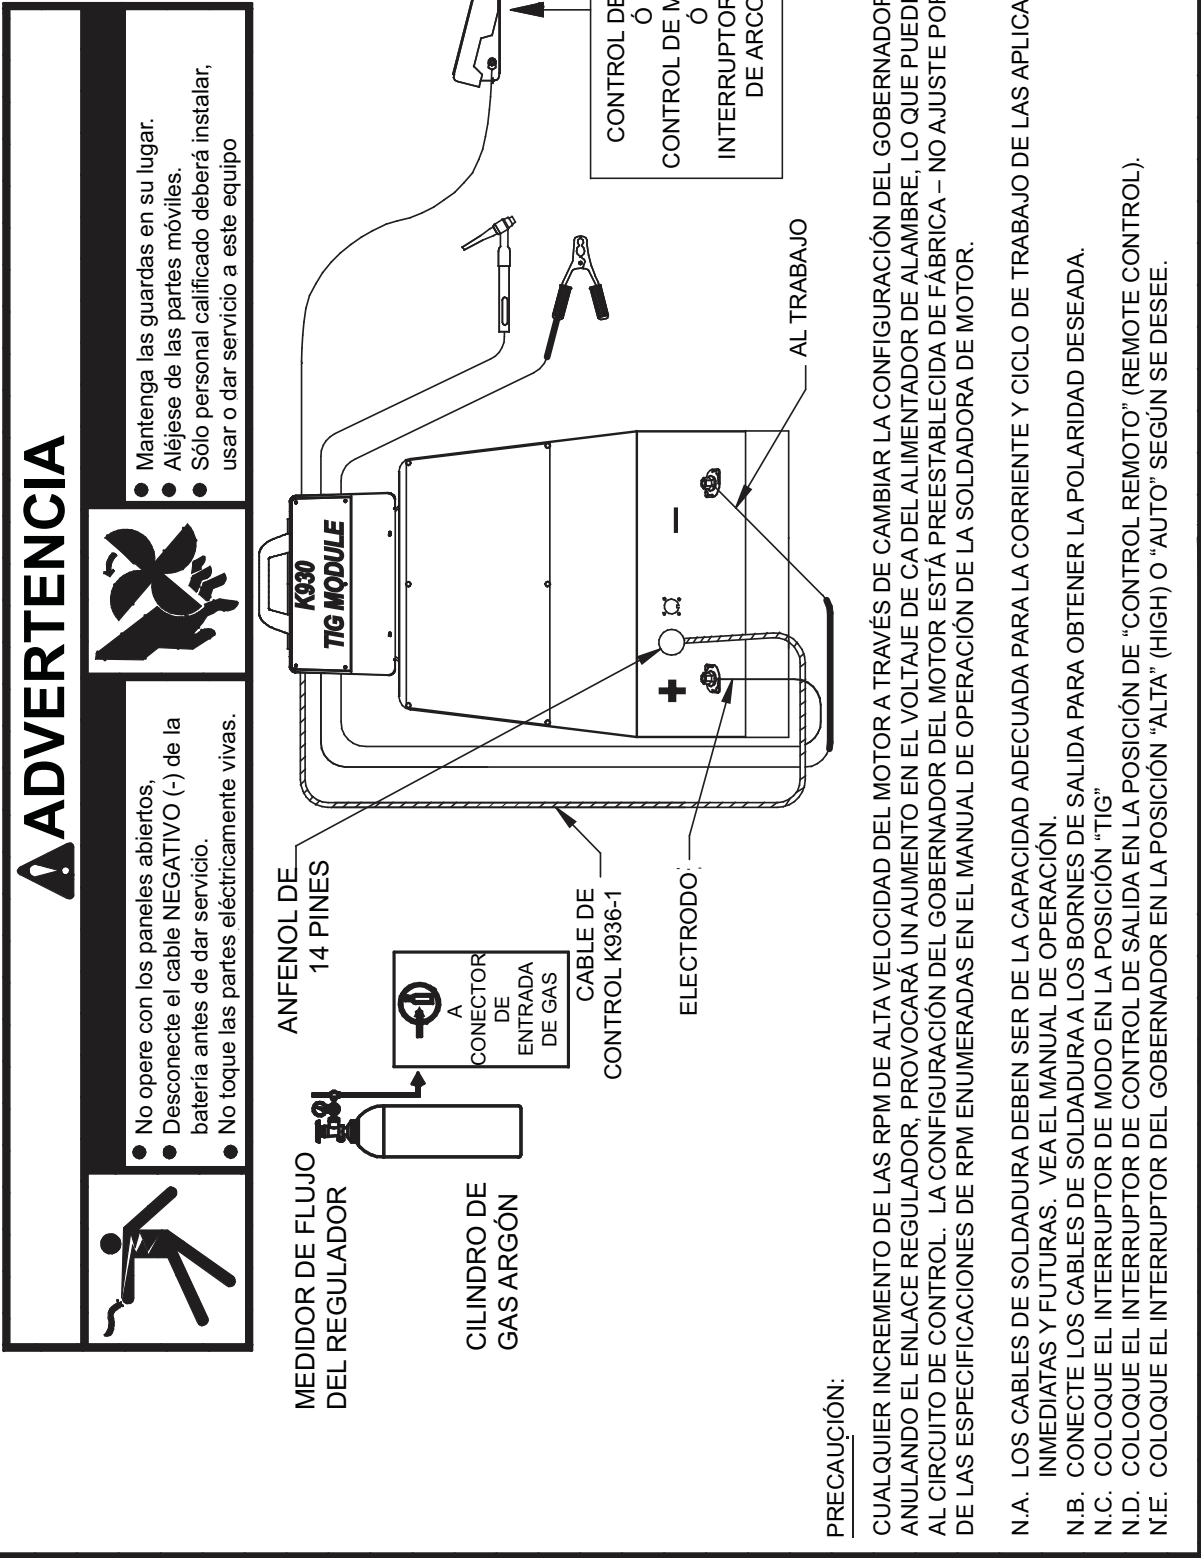 ADVERTENCIA
No opere con los paneles abiertos,
Desconecte el cable NEGATIVO (-) de la
batería antes de dar servicio.
No toque las partes eléctricamente vivas.
Mantenga las guardas en su lugar.
Aléjese de las partes móviles.
Sólo personal calificado deberá instalar,
usar o dar servicio a este equipo
MEDIDOR DE FLUJO
DEL REGULADOR
CILINDRO DE
GAS ARGÓN
A
CONECTOR
DE
ENTRADA
DE GAS
ANFENOL DE
14 PINES
CABLE DE
CONTROL K936-1
ELECTRODO
K930
TIG MODULE
+
−
AL TRABAJO
CONTROL DE
Ó
CONTROL DE M
Ó
INTERRUPTOR
DE ARCO
PRECAUCIÓN:
CUALQUIER INCREMENTO DE LAS RPM DE ALTA VELOCIDAD DEL MOTOR A TRAVÉS DE CAMBIAR LA CONFIGURACIÓN DEL GOBERNADOR
ANULANDO EL ENLACE REGULADOR, PROVOCARÁ UN AUMENTO EN EL VOLTAJE DE CA DEL ALIMENTADOR DE ALAMBRE, LO QUE PUEDE
AL CIRCUITO DE CONTROL. LA CONFIGURACIÓN DEL GOBERNADOR DEL MOTOR ESTÁ PREESTABLECIDA DE FÁBRICA – NO AJUSTE POR
DE LAS ESPECIFICACIONES DE RPM ENUMERADAS EN EL MANUAL DE OPERACIÓN DE LA SOLDADORA DE MOTOR.
N.A. LOS CABLES DE SOLDADURA DEBEN SER DE LA CAPACIDAD ADECUADA PARA LA CORRIENTE Y CICLO DE TRABAJO DE LAS APLICA
INMEDIATAS Y FUTURAS. VEA EL MANUAL DE OPERACIÓN.
N.B. CONECTE LOS CABLES DE SOLDADURA A LOS BORNES DE SALIDA PARA OBTENER LA POLARIDAD DESEADA.
N.C. COLOQUE EL INTERRUPTOR DE MODO EN LA POSICIÓN “TIG”
N.D. COLOQUE EL INTERRUPTOR DE CONTROL DE SALIDA EN LA POSICIÓN DE “CONTROL REMOTO” (REMOTE CONTROL).
N.E. COLOQUE EL INTERRUPTOR DEL GOBERNADOR EN LA POSICIÓN “ALTA” (HIGH) O “AUTO” SEGÚN SE DESEE.